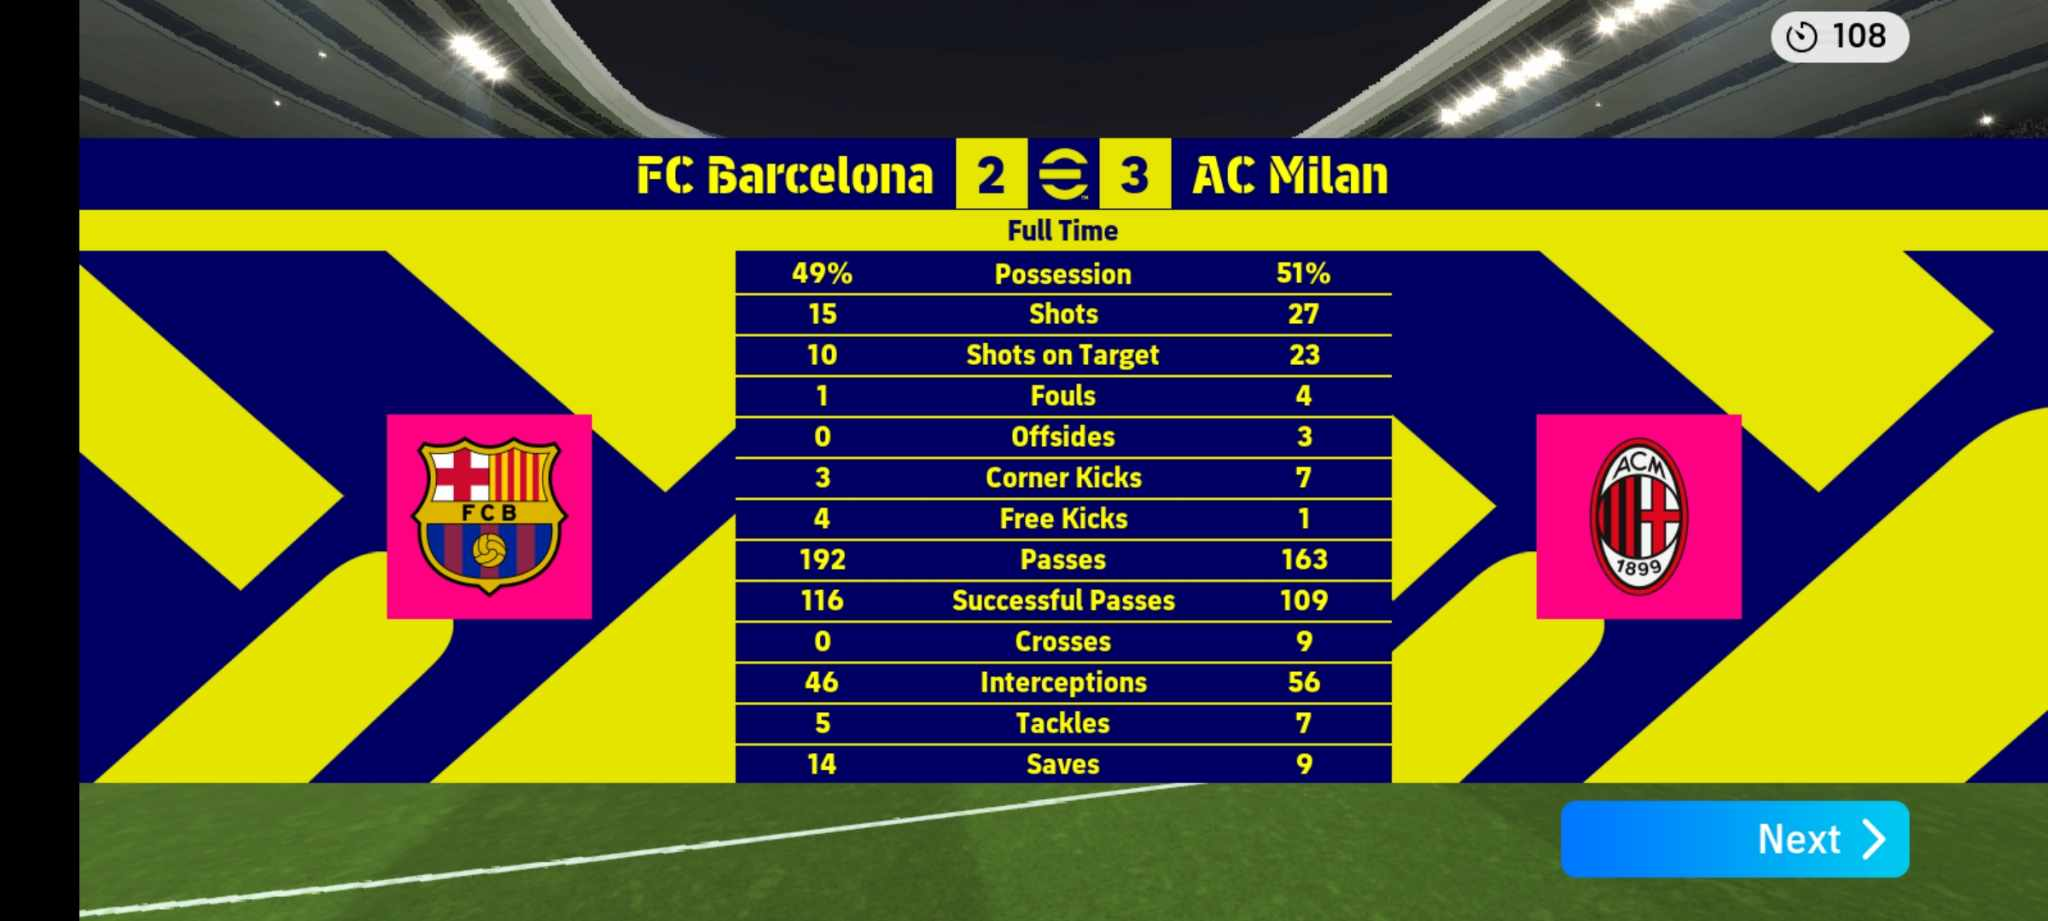 108
FC Barcelona 2 3 AC Milan
Full Time
49% Possession 51%
15 Shots 27
10 Shots on Target 23
1 Fouls 4
0 Offsides 3
3 Corner Kicks 7
4 Free Kicks 1
192 Passes 163
116 Successful Passes 109
0 Crosses 9
46 Interceptions 56
5 Tackles 7
14 Saves 9
FCB
ACM
1899
Next